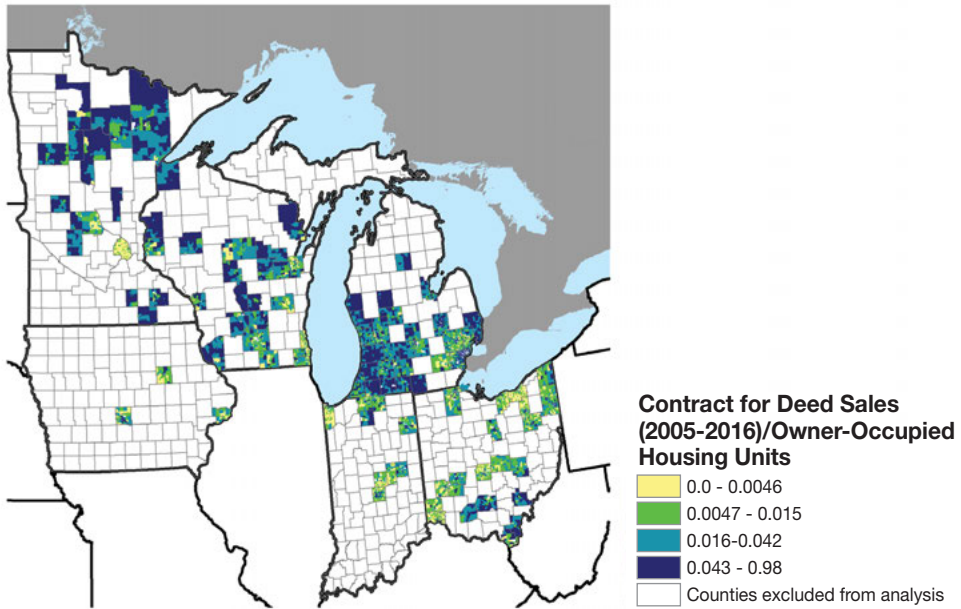 Contract for Deed Sales
(2005-2016)/Owner-Occupied
Housing Units
0.0 - 0.0046
0.0047 - 0.015
0.016-0.042
0.043 - 0.98
Counties excluded from analysis